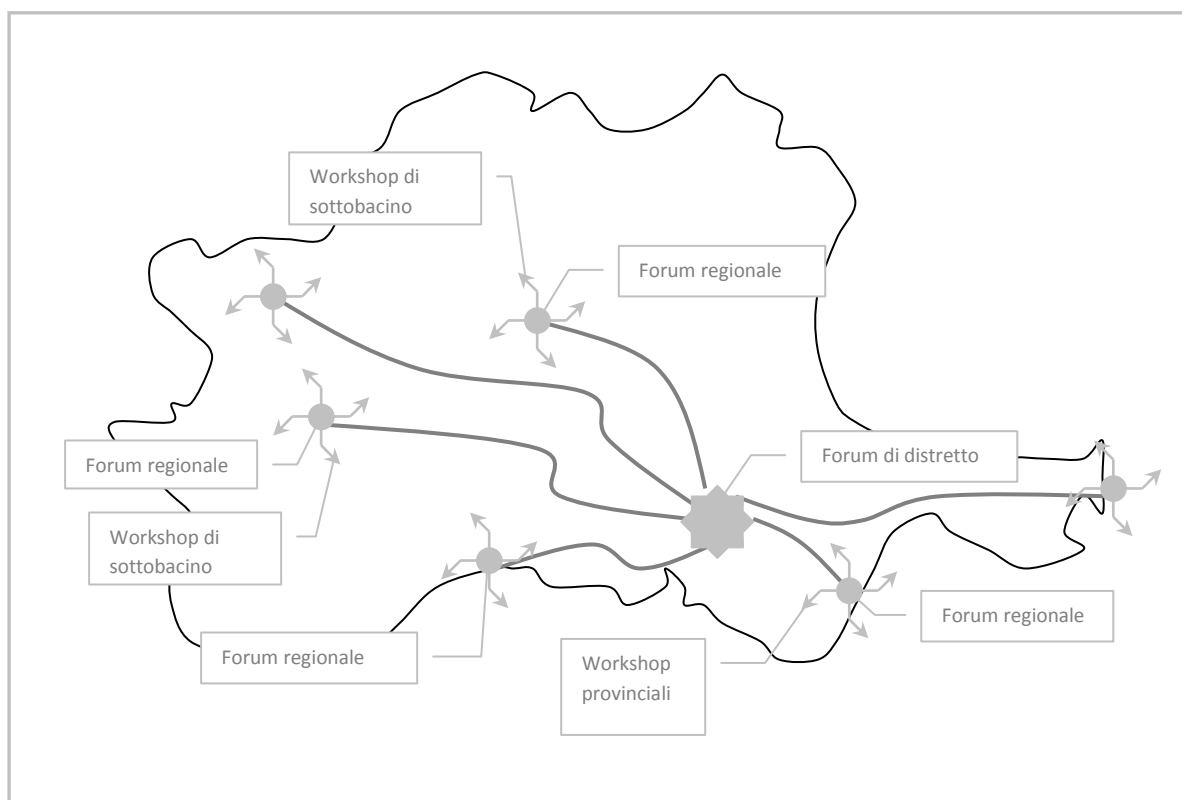 Workshop di
sottobacino
Forum regionale
Forum regionale
Forum di distretto
Workshop di
sottobacino
Forum regionale
Forum regionale
Workshop
provinciali